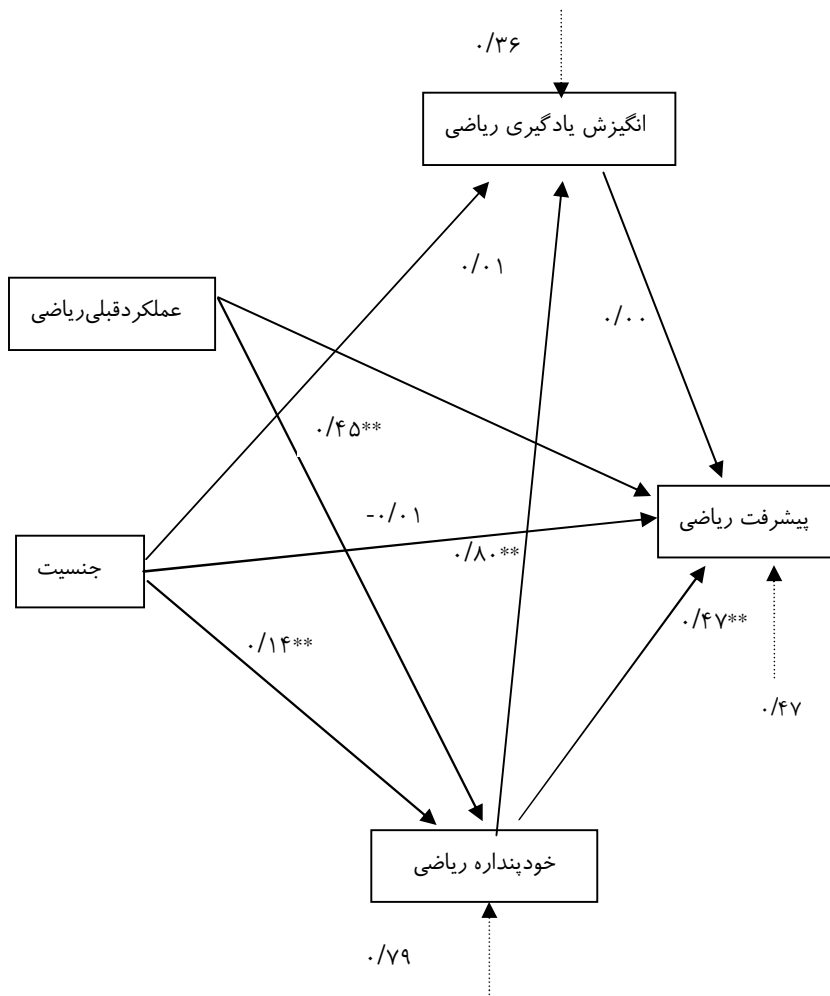 ۰/۳۶
انگیزش یادگیری ریاضی
۰/۰۱
عملکردقبلی‌ریاضی
۰/۰۰
۰/۴۵**
پیشرفت ریاضی
-۰/۰۱
۰/۸۰**
جنسیت
۰/۴۷**
۰/۱۴**
۰/۴۷
خودپنداره ریاضی
۰/۷۹